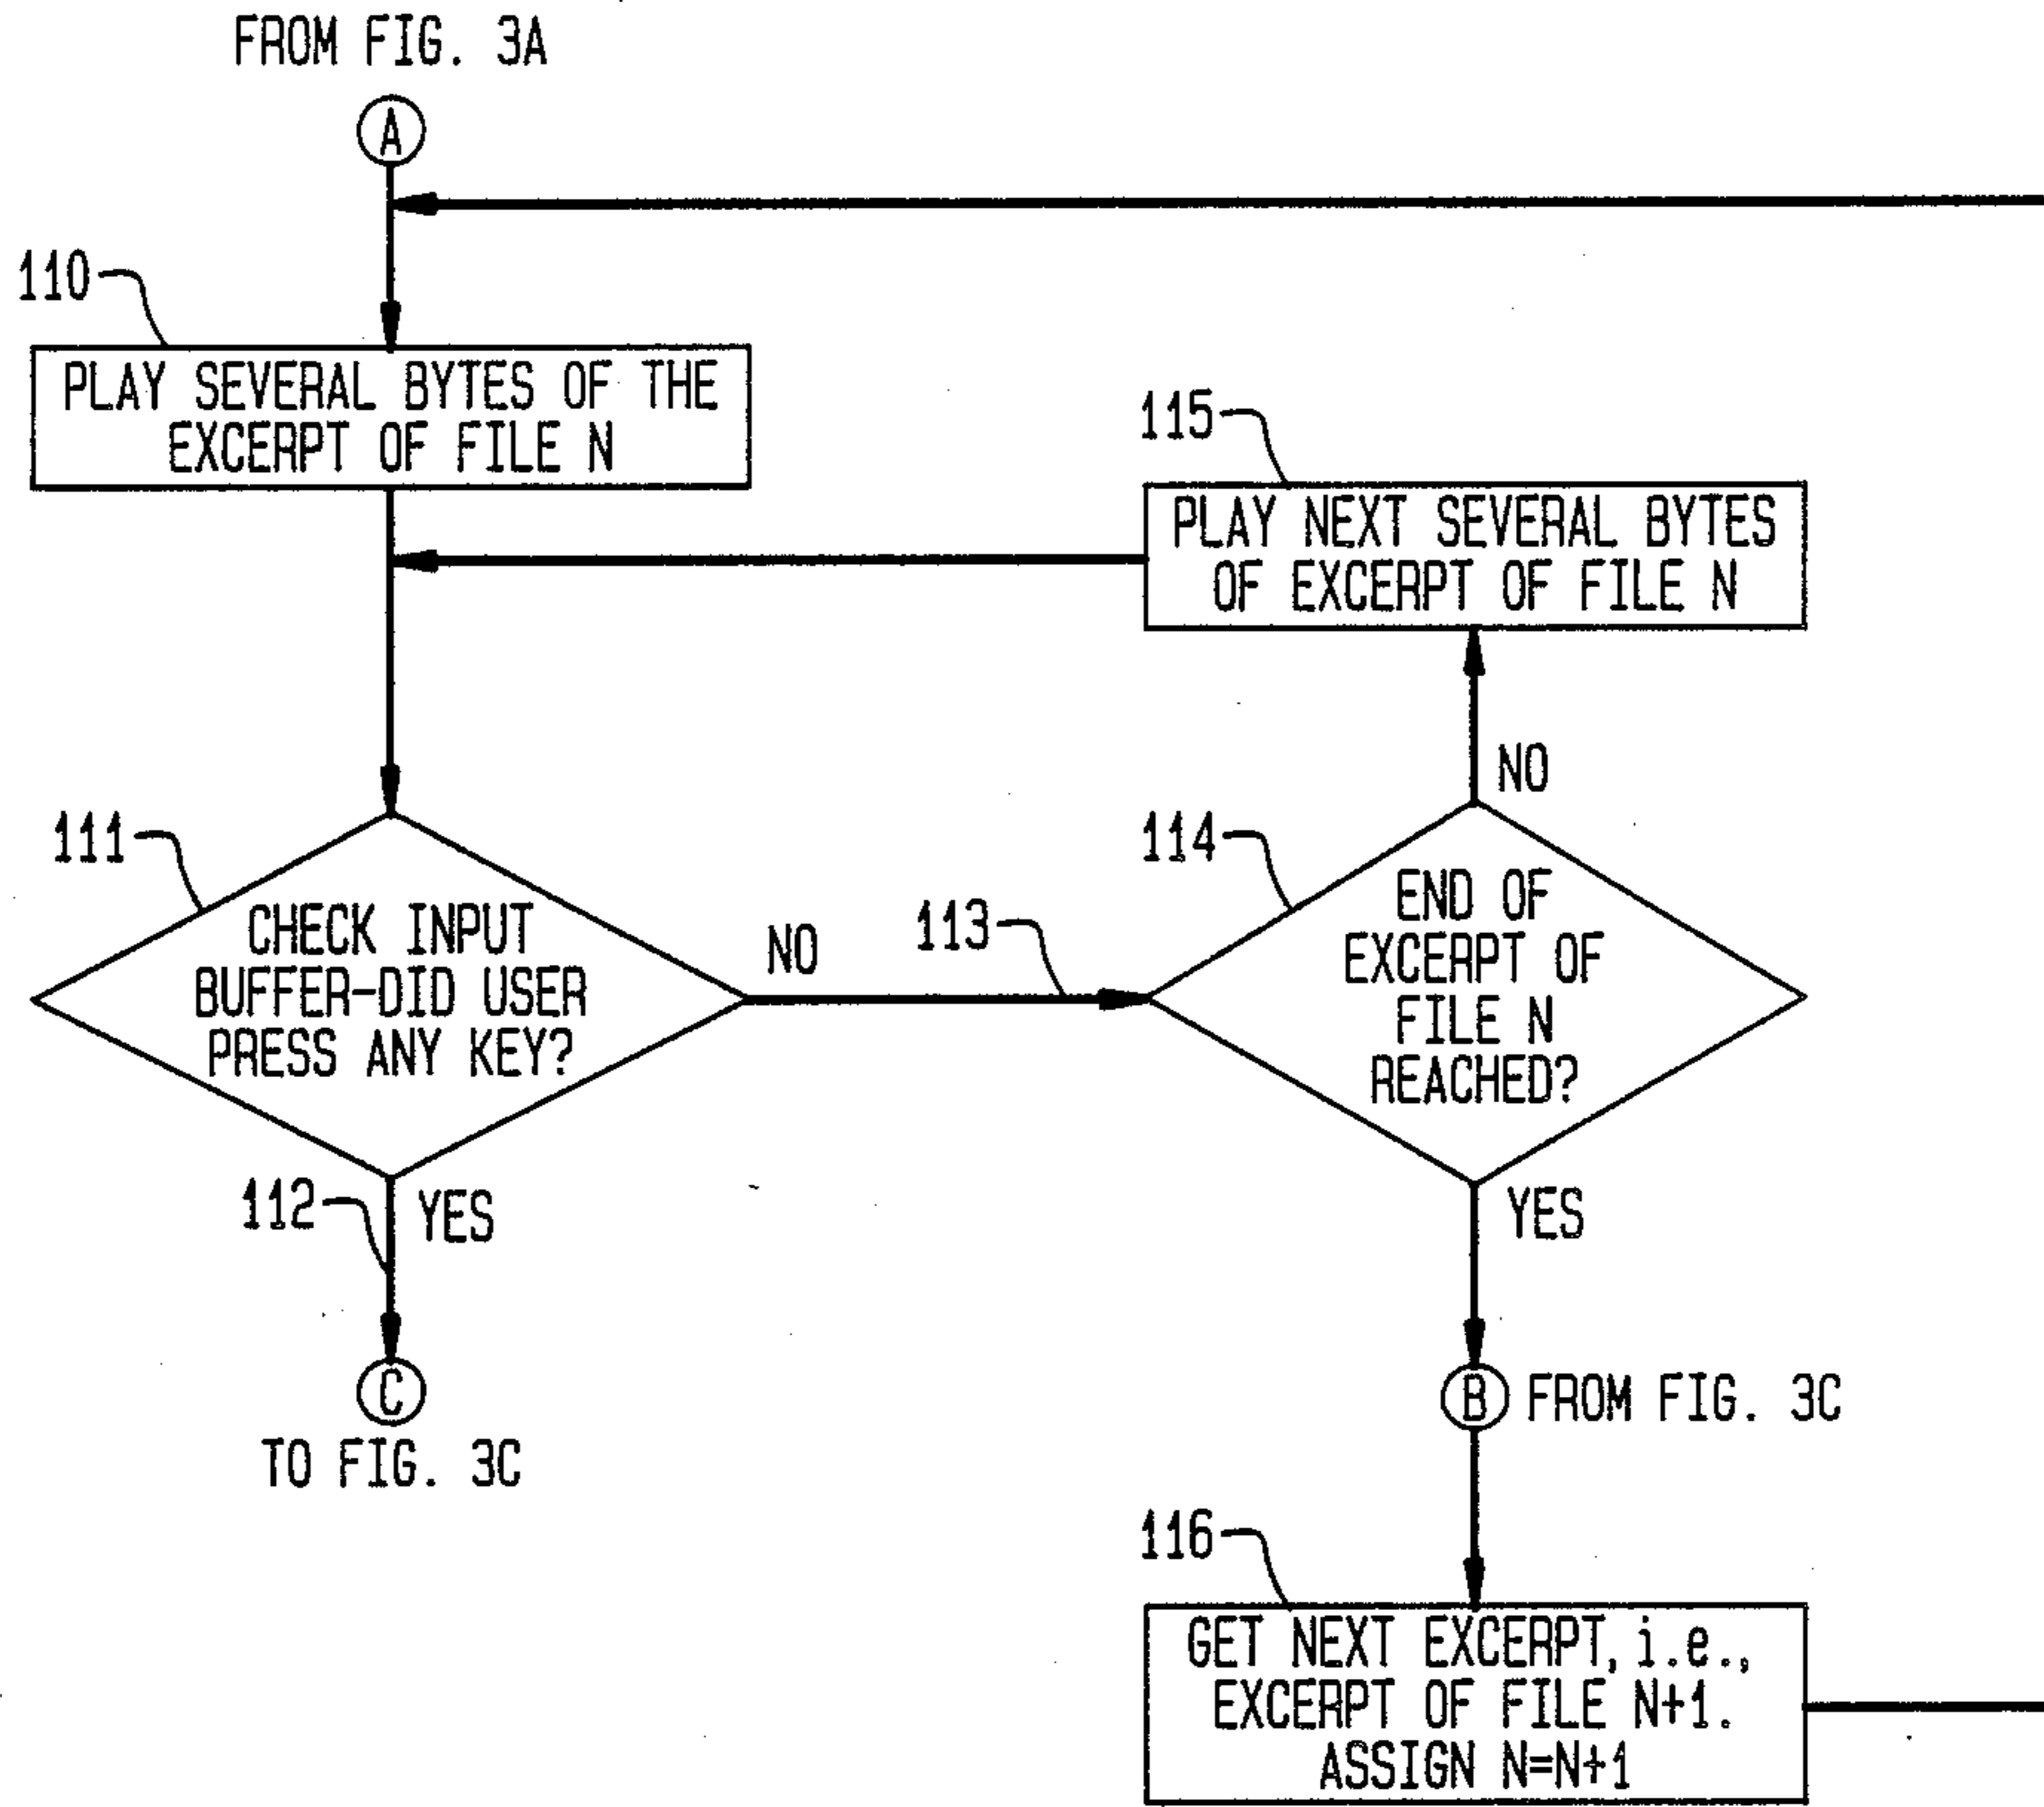 FROM FIG. 3A
A
110
PLAY SEVERAL BYTES OF THE
EXCERPT OF FILE N
115
PLAY NEXT SEVERAL BYTES
OF EXCERPT OF FILE N
NO
111
CHECK INPUT
BUFFER-DID USER
PRESS ANY KEY?
NO
113
114
END OF
EXCERPT OF
FILE N
REACHED?
112
YES
YES
C
TO FIG. 3C
B FROM FIG. 3C
116
GET NEXT EXCERPT, i.e.,
EXCERPT OF FILE N+1.
ASSIGN N=N+1